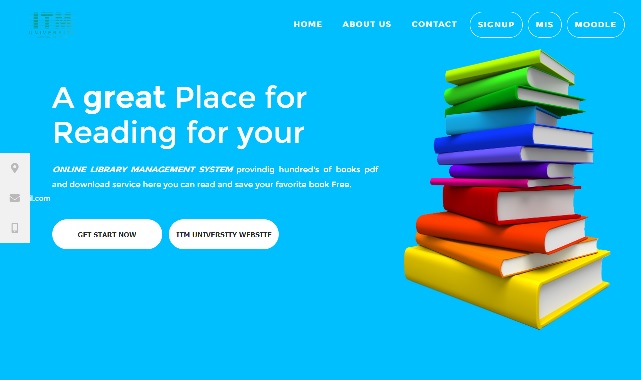 ITM
HOME ABOUT US CONTACT SIGNUP MIS MOODLE
A great Place for
Reading for your
ONLINE LIBRARY MANAGEMENT SYSTEM providig hundred's of books pdf
and download service here you can read and save your favorite book Free.
il.com
GET START NOW ITM UNIVERSITY WEBSITE